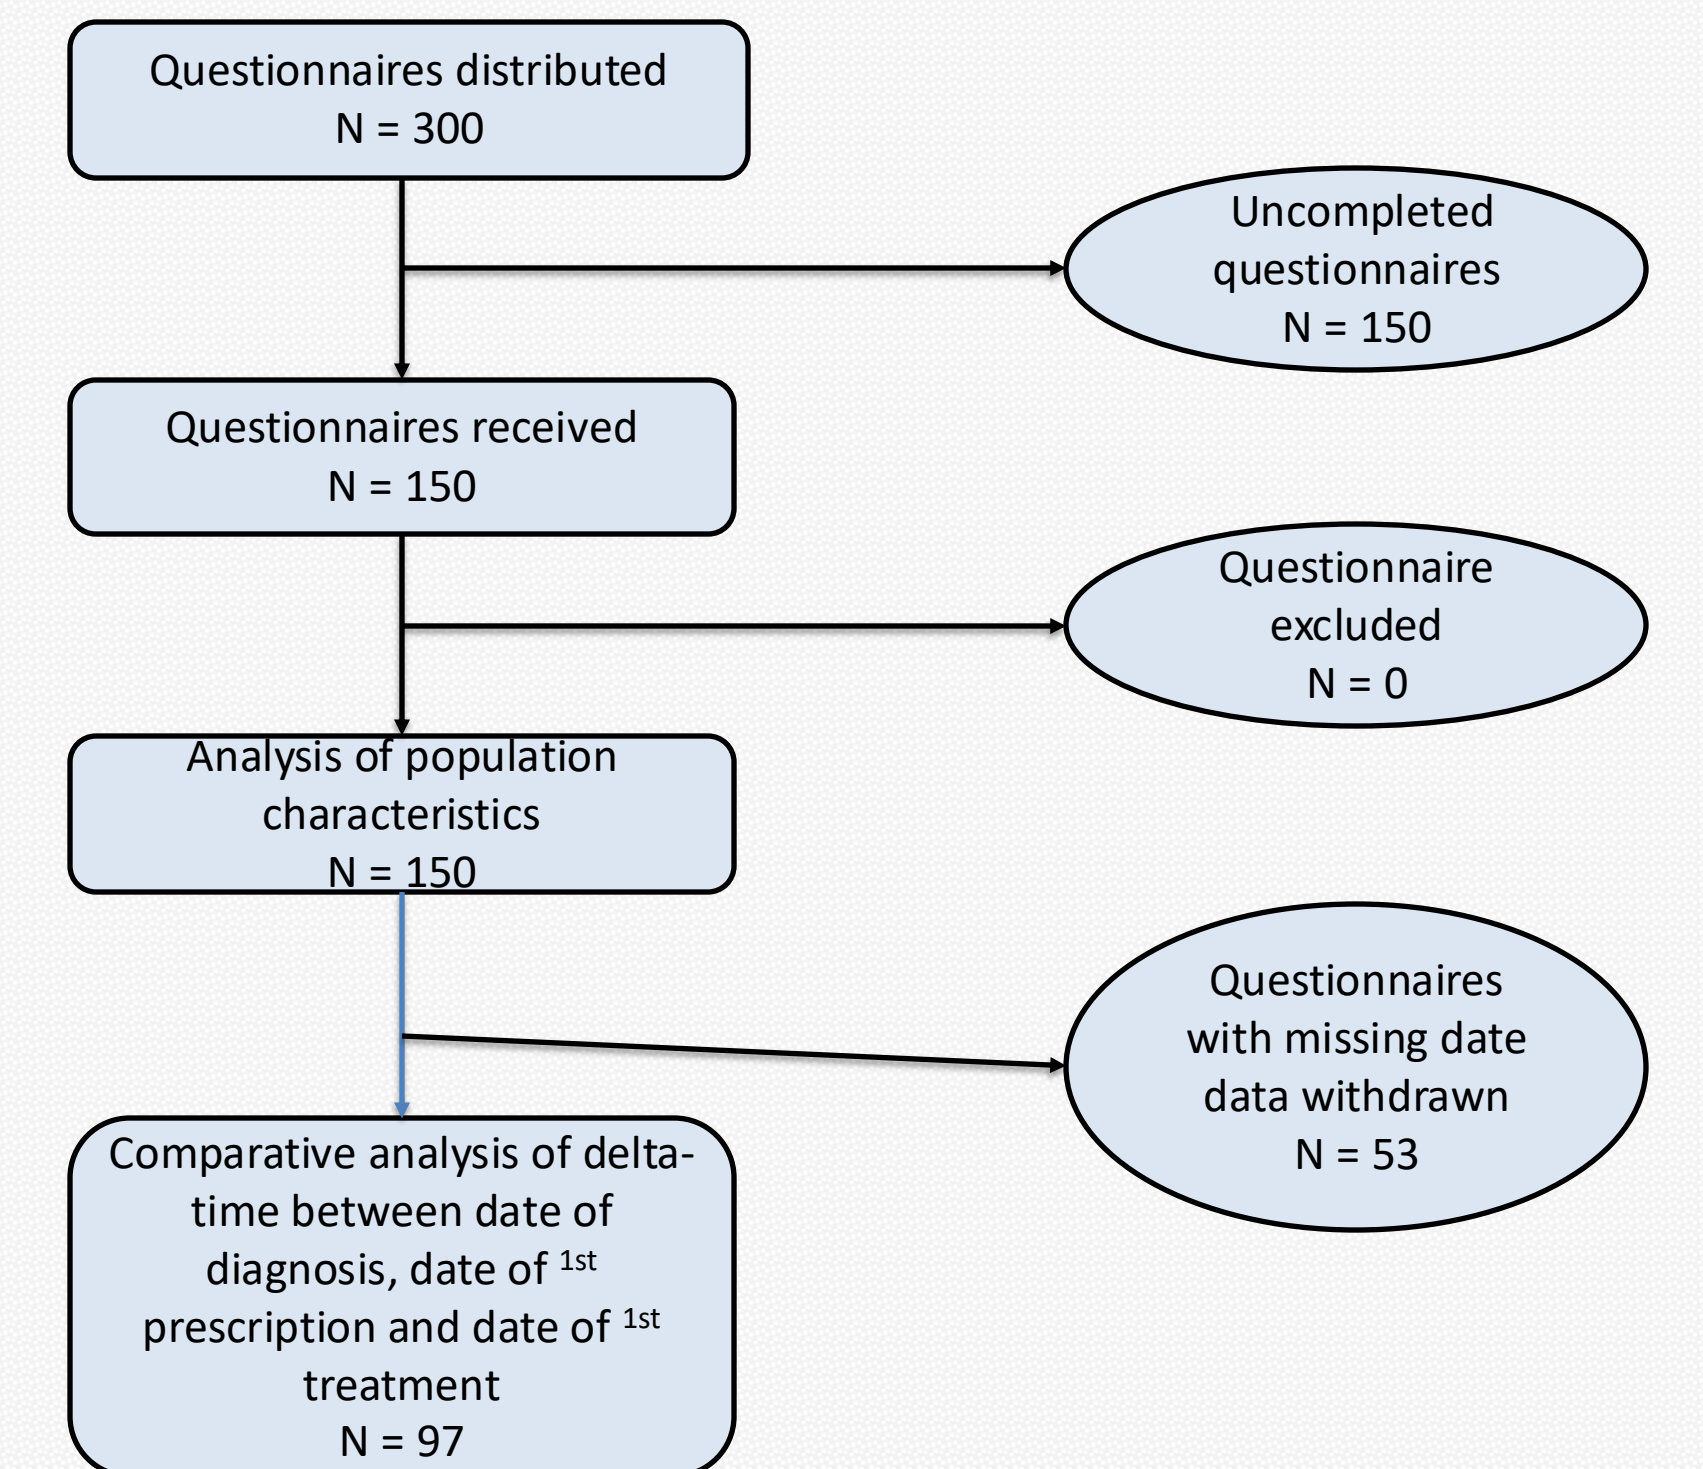 Questionnaires distributed
N = 300
Uncompleted
questionnaires
N = 150
Questionnaires received
N = 150
Questionnaire
excluded
N = 0
Analysis of population
characteristics
N = 150
Questionnaires
with missing date
data withdrawn
N = 53
Comparative analysis of delta-
time between date of
diagnosis, date of 1st
prescription and date of 1st
treatment
N = 97